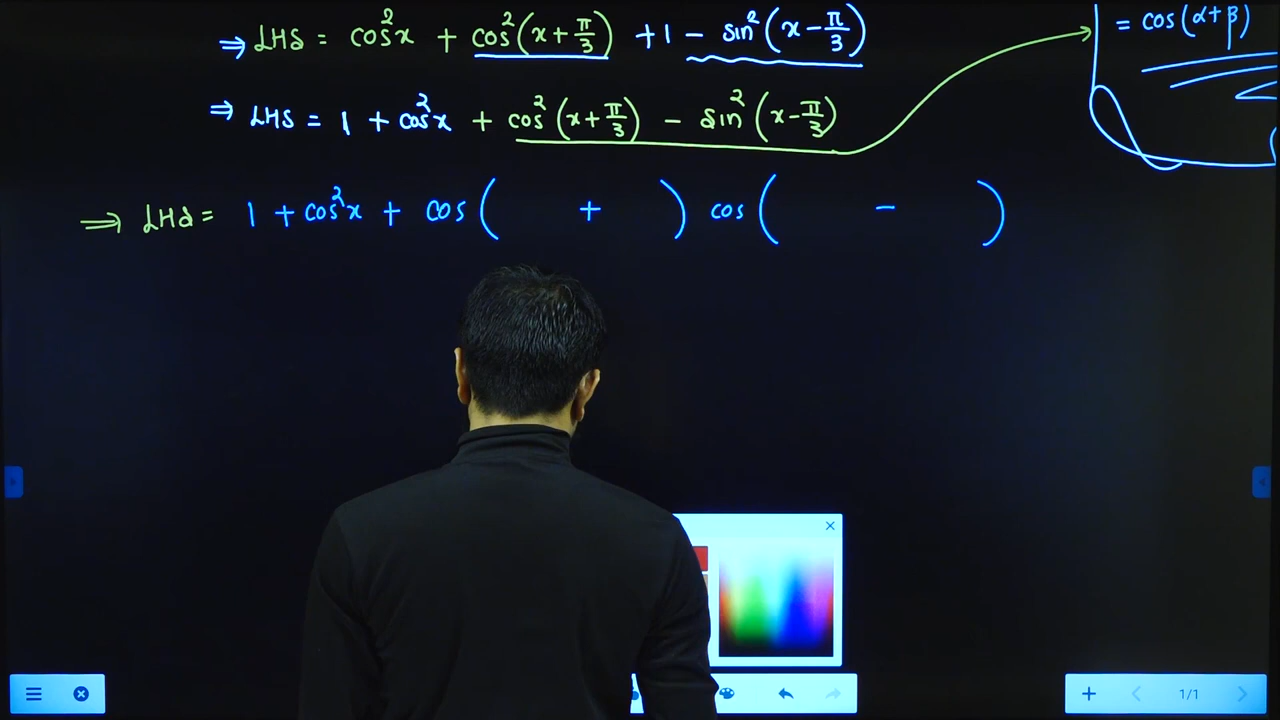 ⇒ LHS = cos²x + cos²(x+π/3) + 1 − sin²(x−π/3)
= cos(α+β)
⇒ LHS = 1 + cos²x + cos²(x+π/3) − sin²(x−π/3)
⇒ LHS = 1 + cos²x + cos( + ) cos( − )
1/1